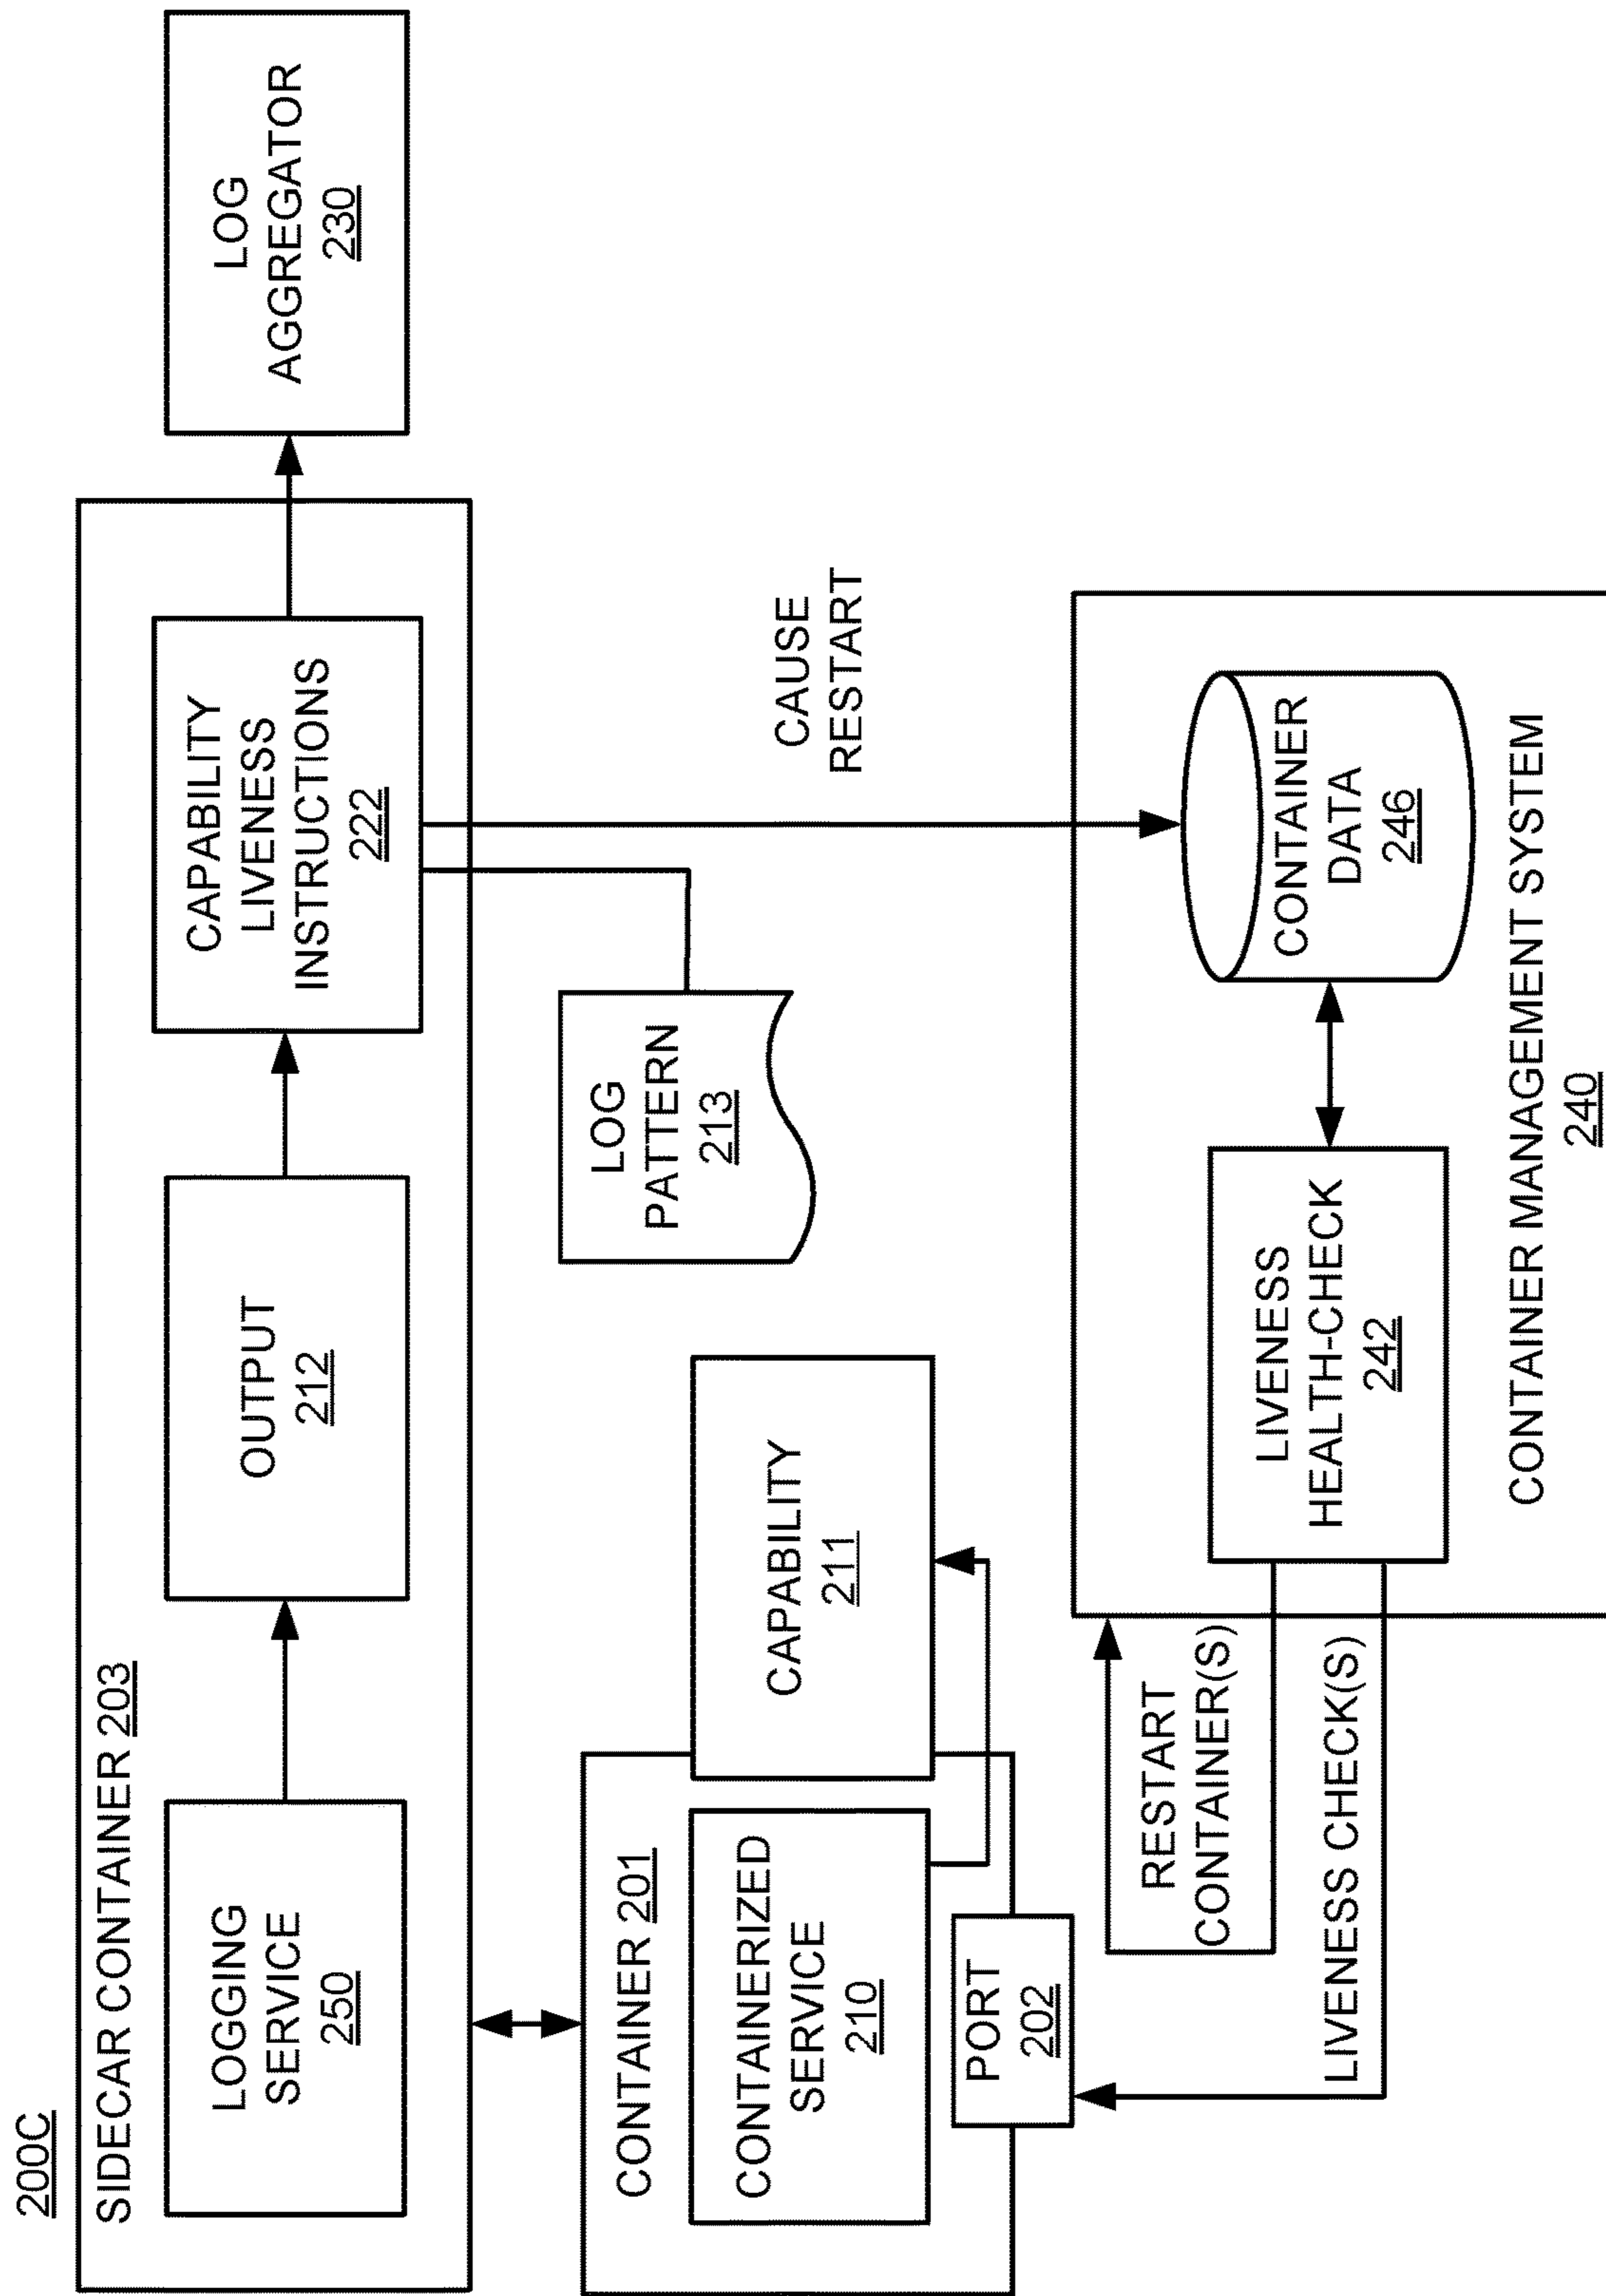 200C
SIDECAR CONTAINER 203
LOGGING
SERVICE
250
OUTPUT
212
CAPABILITY
LIVENESS
INSTRUCTIONS
222
LOG
AGGREGATOR
230
CONTAINER 201
CONTAINERIZED
SERVICE
210
CAPABILITY
211
PORT
202
LOG
PATTERN
213
CAUSE
RESTART
RESTART
CONTAINER(S)
LIVENESS CHECK(S)
LIVENESS
HEALTH-CHECK
242
CONTAINER
DATA
246
CONTAINER MANAGEMENT SYSTEM
240